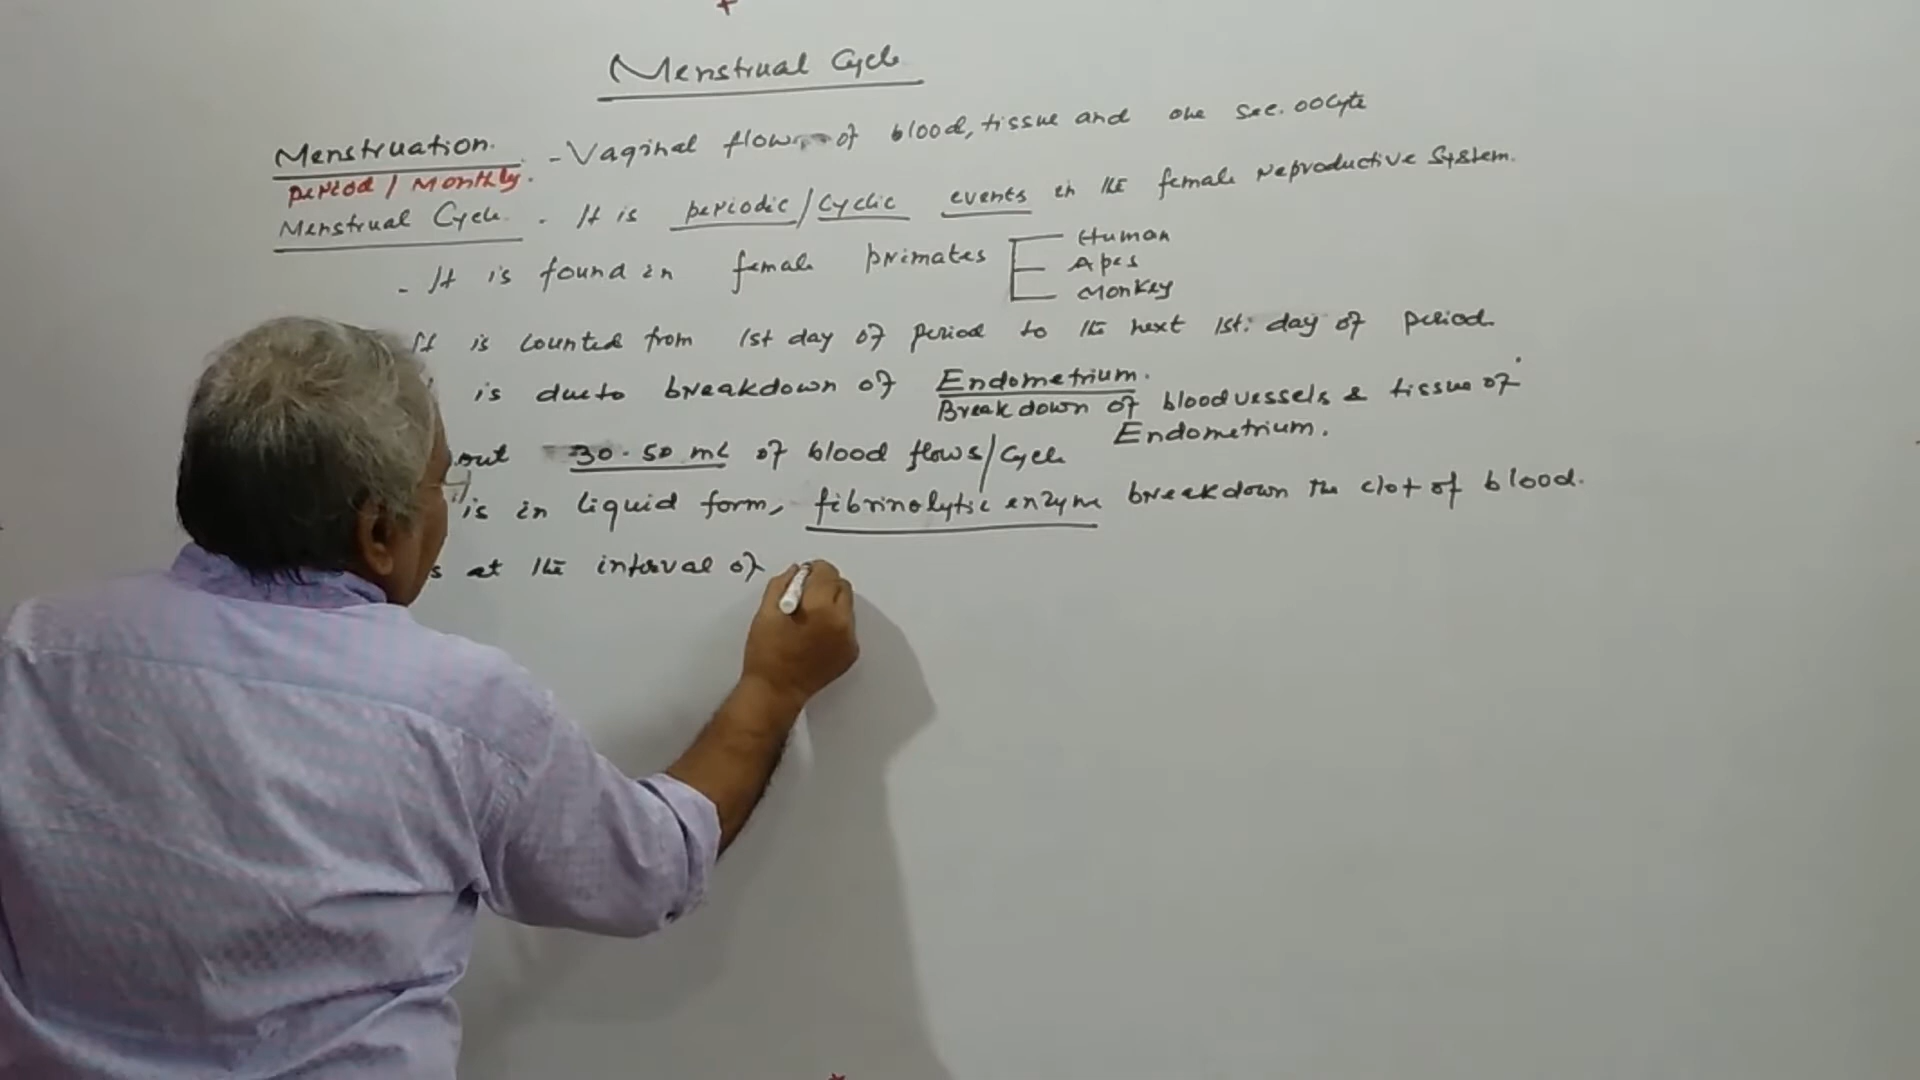 Menstrual Cycle
Menstruation. - Vaginal flow of blood, tissue and one sec. oocyte
Period / Monthly.
Menstrual Cycle - It is periodic/cyclic events in the female reproductive system.
- It is found in female primates
Human
Apes
Monkey
It is counted from 1st day of period to the next 1st. day of period.
is due to breakdown of Endometrium.
Breakdown of blood vessels & tissue of
Endometrium.
30-50 ml of blood flows/cycle
is in liquid form, fibrinolytic enzyme breakdown the clot of blood.
at the interval of